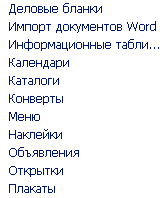 Деловые бланки
Импорт документов Word
Информационные табли...
Календари
Каталоги
Конверты
Меню
Наклейки
Объявления
Открытки
Плакаты